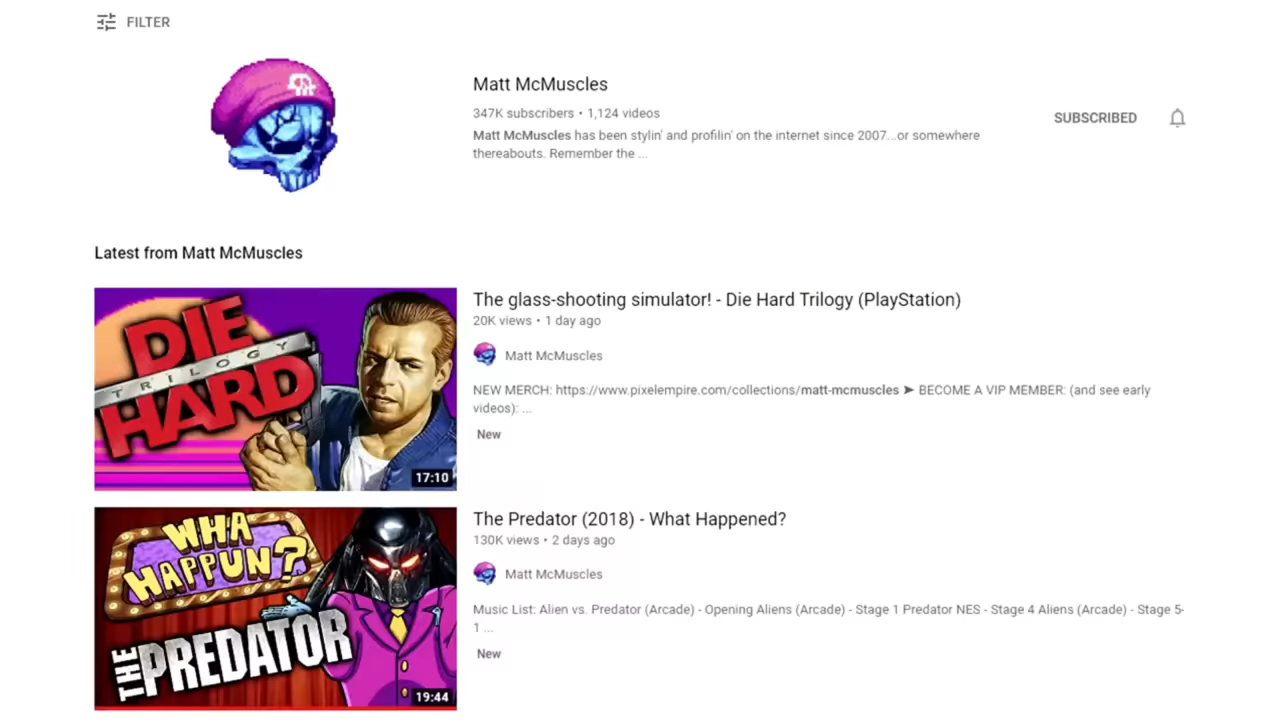 FILTER
Matt McMuscles
347K subscribers • 1,124 videos
SUBSCRIBED
Matt McMuscles has been stylin' and profilin' on the internet since 2007...or somewhere
thereabouts. Remember the ...
Latest from Matt McMuscles
DIE
TRILOGY
HARD
17:10
The glass-shooting simulator! - Die Hard Trilogy (PlayStation)
20K views • 1 day ago
Matt McMuscles
NEW MERCH: https://www.pixelempire.com/collections/matt-mcmuscles ➤ BECOME A VIP MEMBER: (and see early
videos): ...
New
WHA
HAPPUN?
THE PREDATOR
19:44
The Predator (2018) - What Happened?
130K views • 2 days ago
Matt McMuscles
Music List: Alien vs. Predator (Arcade) - Opening Aliens (Arcade) - Stage 1 Predator NES - Stage 4 Aliens (Arcade) - Stage 5-
1 ...
New